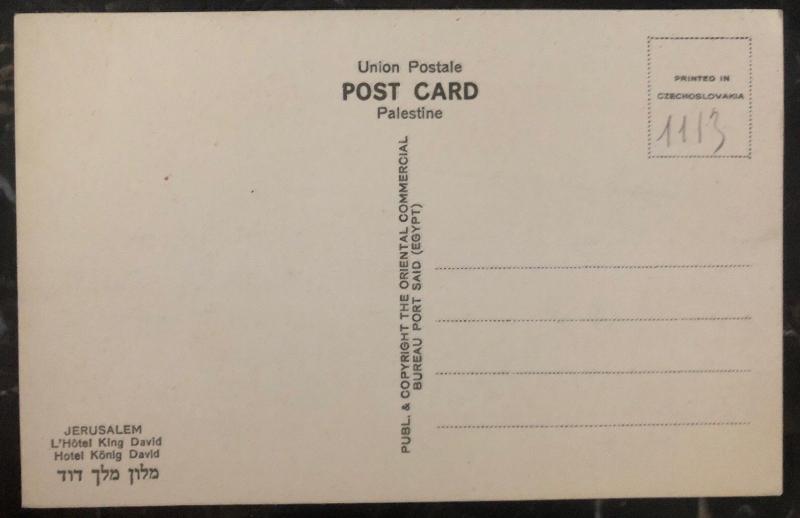 Union Postale
POST CARD
Palestine
PRINTED IN
CZECHOSLOVAKIA
1113
PUBL. & COPYRIGHT THE ORIENTAL COMMERCIAL
BUREAU PORT SAID (EGYPT)
JERUSALEM
L'Hôtel King David
Hotel König David
מלון מלך דוד